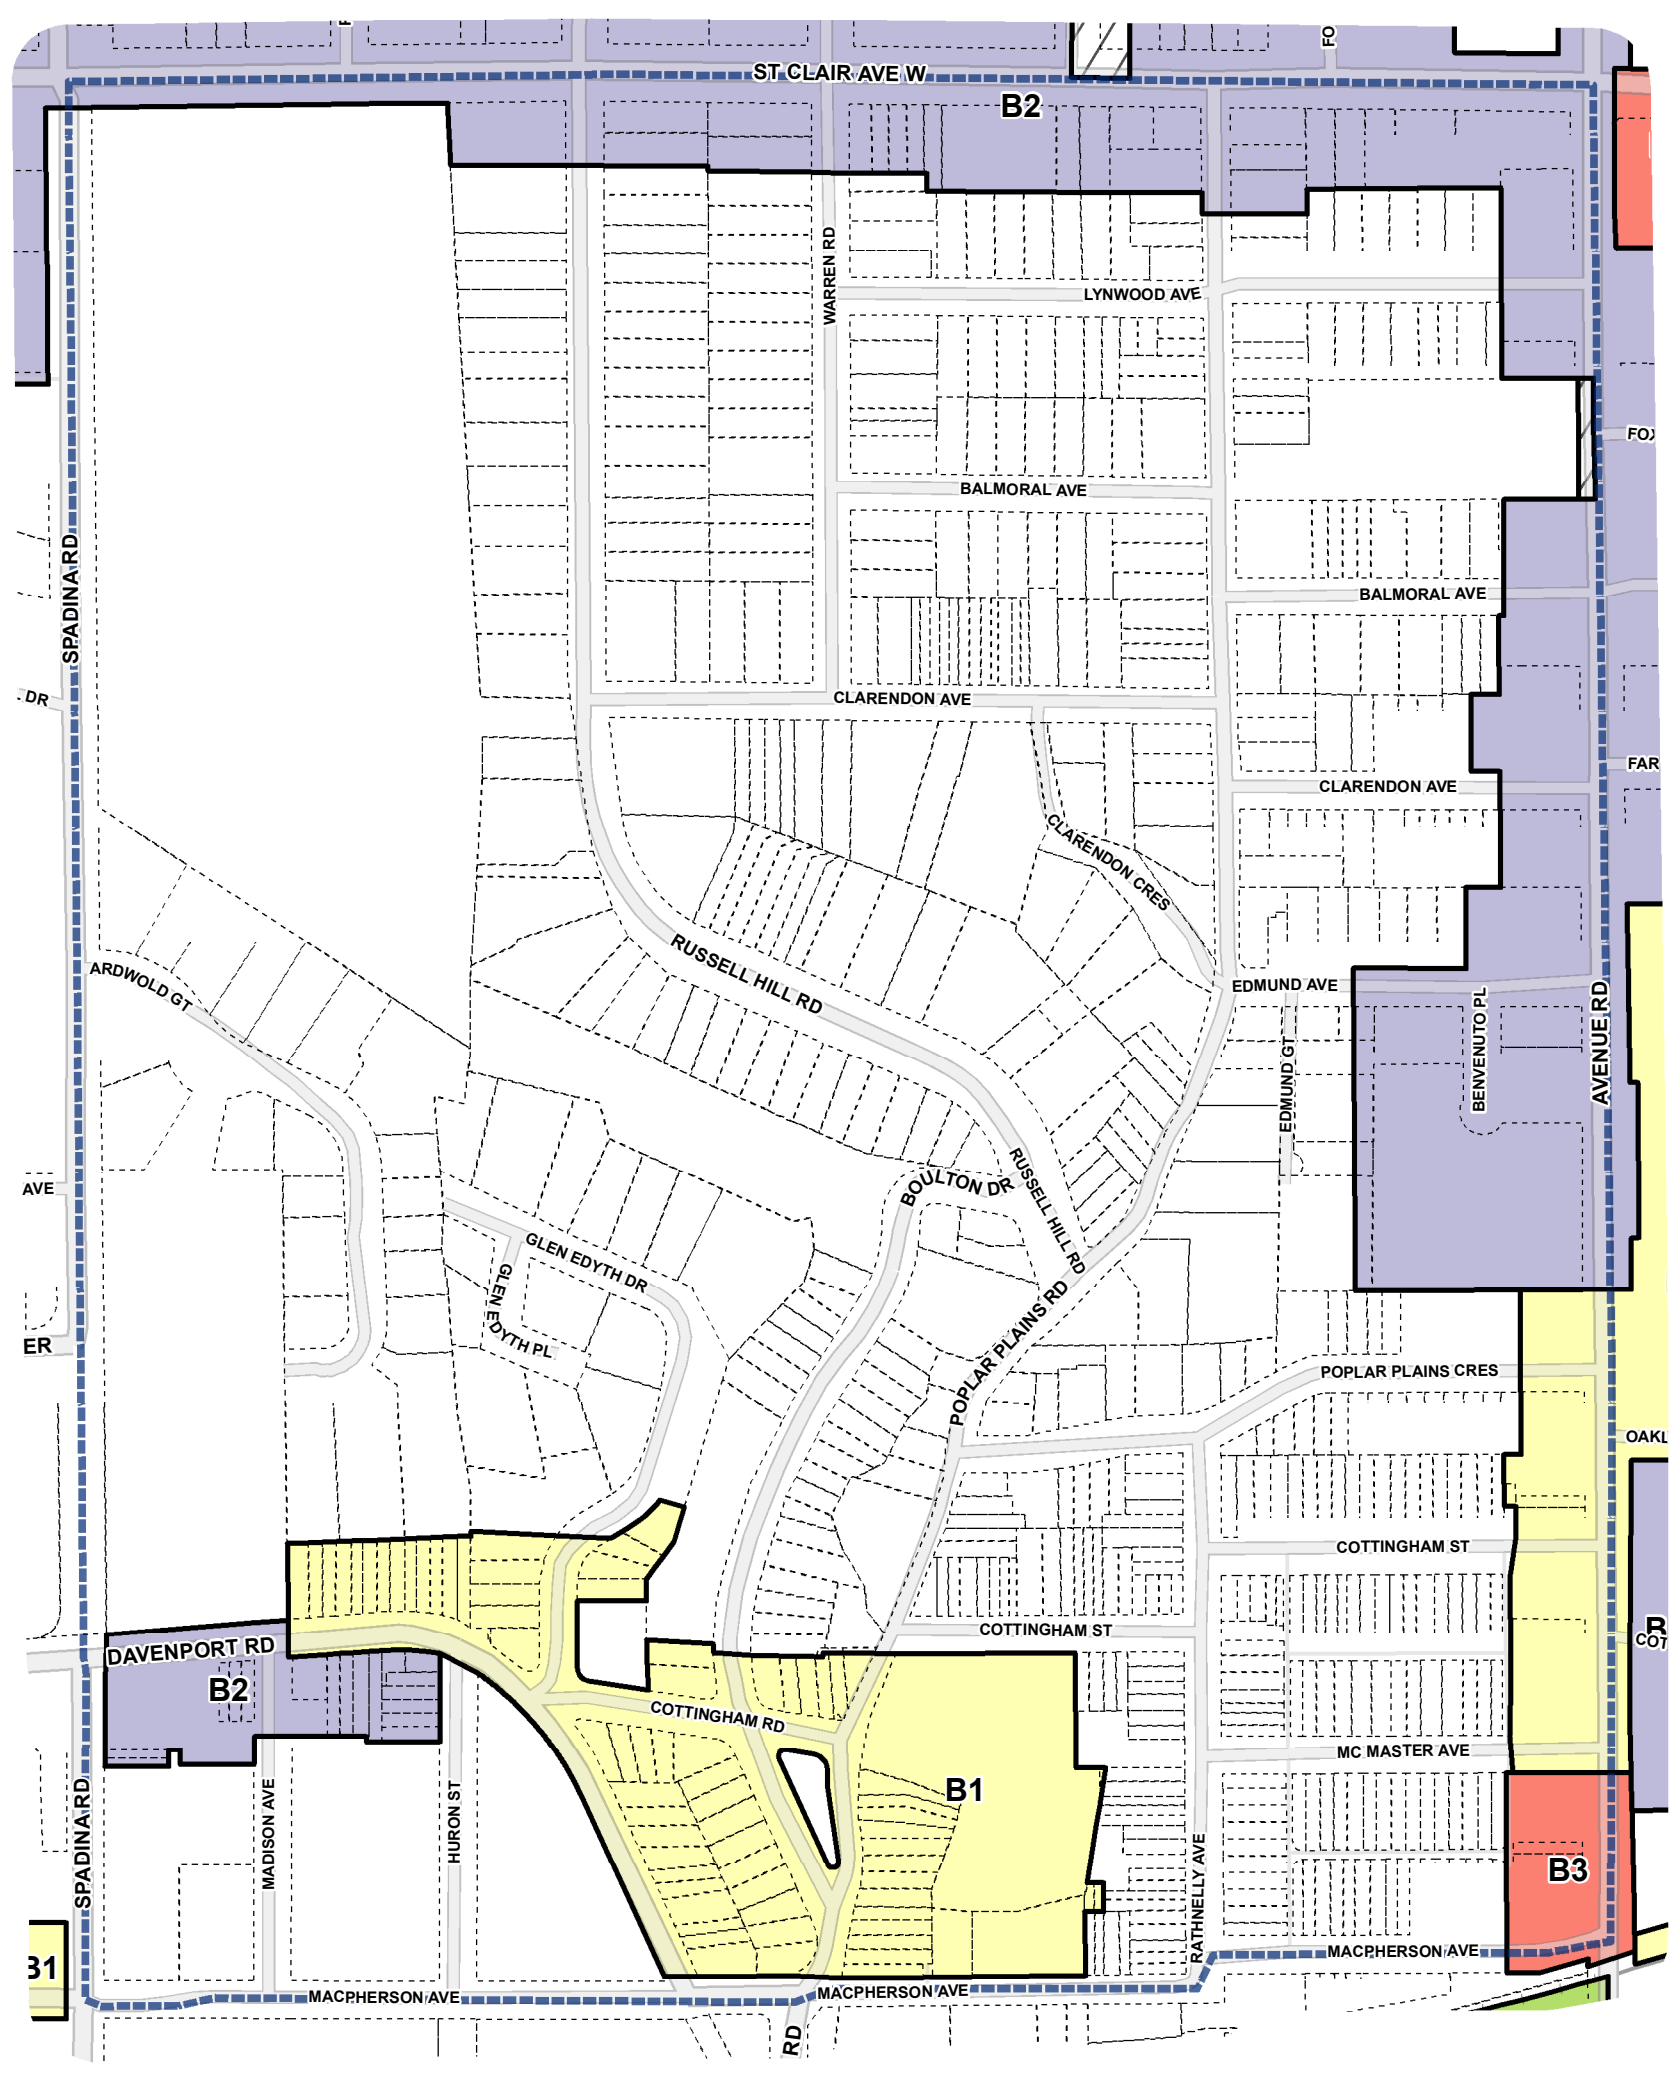 ST CLAIR AVE W
B2
FO
WARREN RD
LYNWOOD AVE
FOX
BALMORAL AVE
BALMORAL AVE
SPADINA RD
DR
CLARENDON AVE
FAR
CLARENDON AVE
CLARENDON CRES
RUSSELL HILL RD
ARDWOLD GT
EDMUND AVE
BENVENUTO PL
AVENUE RD
EDMUND GT
AVE
BOULTON DR
RUSSELL HILL RD
GLEN EDYTH DR
GLEN EDYTH PL
ER
POPLAR PLAINS RD
POPLAR PLAINS CRES
OAKL
COTTINGHAM ST
COTTINGHAM ST
COT
DAVENPORT RD
B2
COTTINGHAM RD
MC MASTER AVE
B1
SPADINA RD
MADISON AVE
HURON ST
RATHNELLY AVE
B3
B1
MACPHERSON AVE
MACPHERSON AVE
MACPHERSON AVE
RD